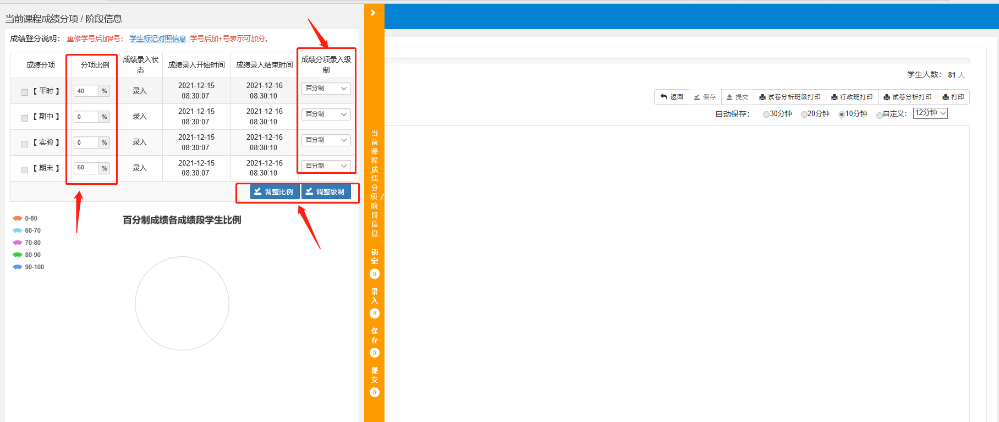 当前课程成绩分项 / 阶段信息
成绩登分说明： 重修学号后加#号； 学生标记对照信息 ;学号后加+号表示可加分。
成绩分项 分项比例 成绩录入状态 成绩录入开始时间 成绩录入结束时间 成绩分项录入级制
【 平时 】 40 % 录入 2021-12-15 08:30:07 2021-12-16 08:30:10 百分制
【 期中 】 0 % 录入 2021-12-15 08:30:07 2021-12-16 08:30:10 百分制
【 实验 】 0 % 录入 2021-12-15 08:30:07 2021-12-16 08:30:10 百分制
【 期末 】 60 % 录入 2021-12-15 08:30:07 2021-12-16 08:30:10 百分制
调整比例 调整级制
百分制成绩各成绩段学生比例
0-60
60-70
70-80
80-90
90-100
当前课程成绩分项 / 阶段信息
锁定 0
录入 4
保存 0
提交 0
学生人数： 81 人
返回 保存 提交 试卷分析班级打印 行政班打印 试卷分析打印 打印
自动保存： 30分钟 20分钟 10分钟 自定义： 12分钟